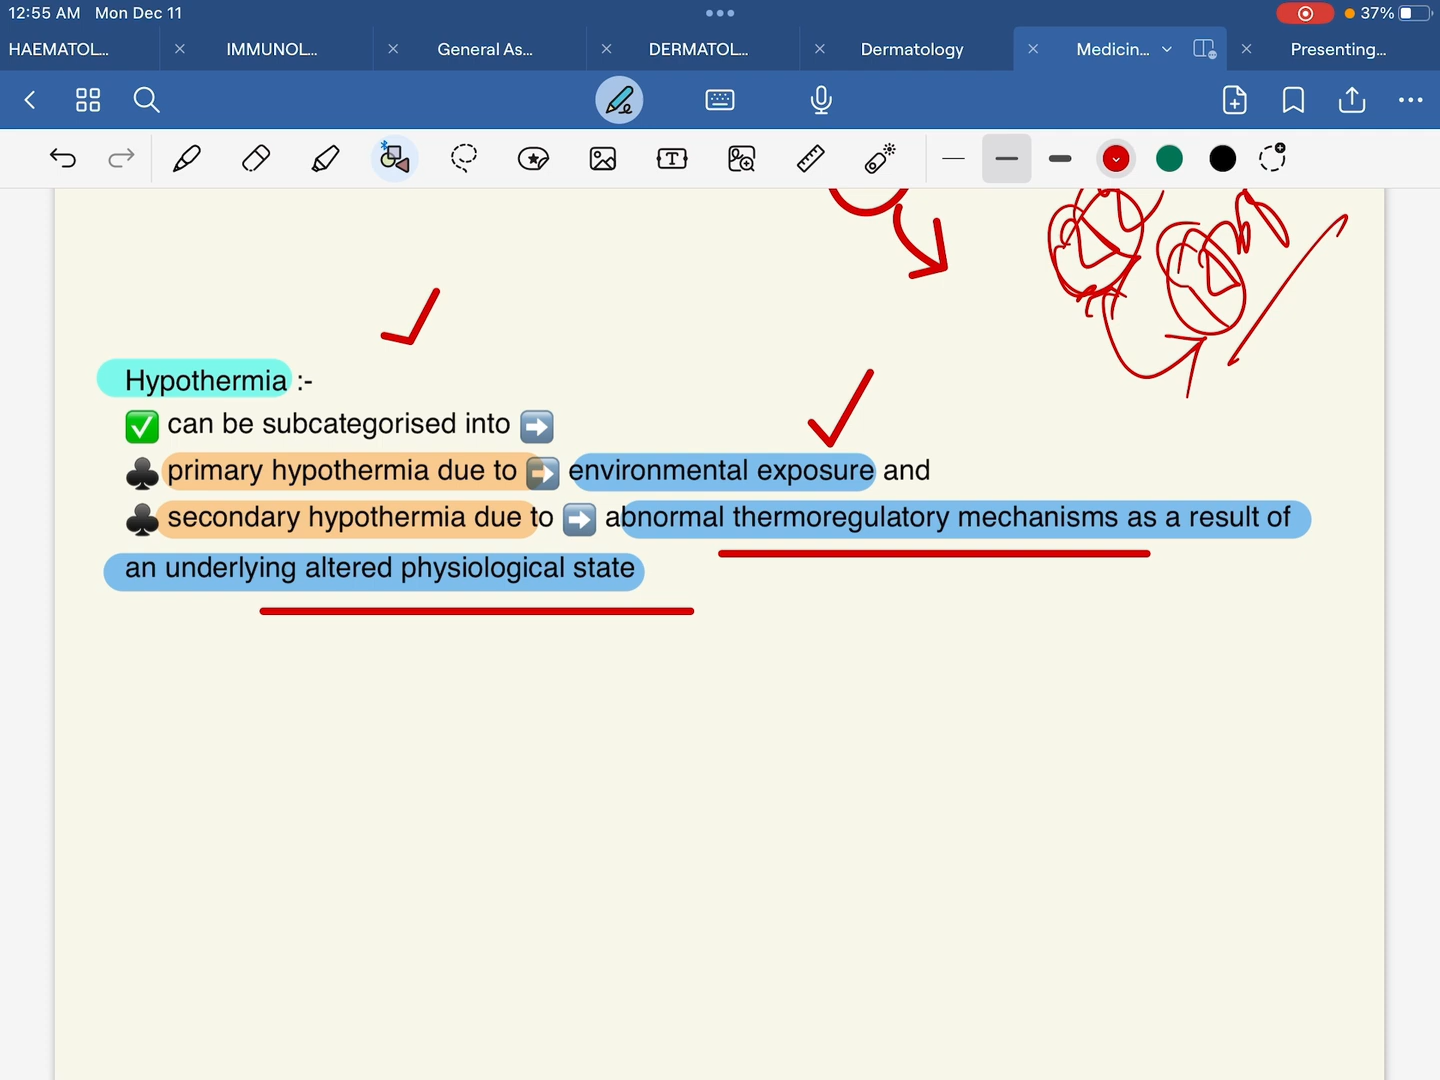 12:55 AM Mon Dec 11
37%
HAEMATOL...
IMMUNOL...
General As...
DERMATOL...
Dermatology
Medicin...
Presenting...
Hypothermia :-
✅ can be subcategorised into ➡️
♣️ primary hypothermia due to ➡️ environmental exposure and
♣️ secondary hypothermia due to ➡️ abnormal thermoregulatory mechanisms as a result of
an underlying altered physiological state